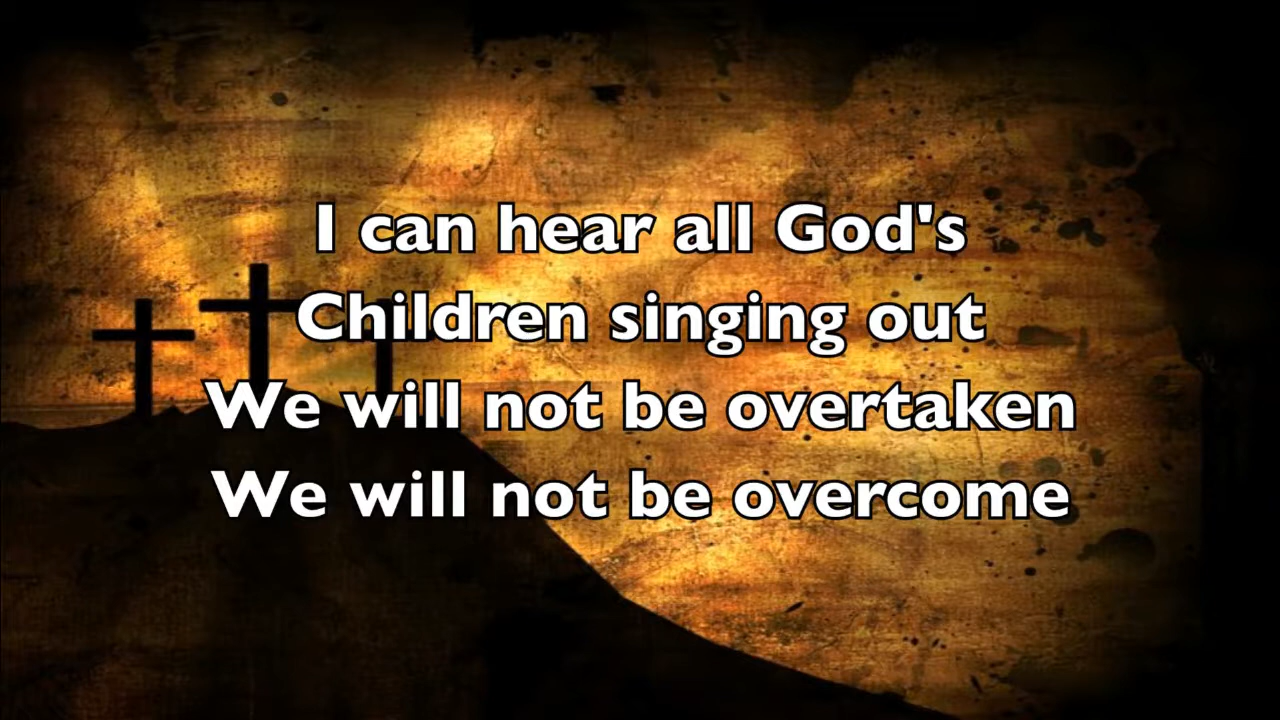 I can hear all God's
Children singing out
We will not be overtaken
We will not be overcome